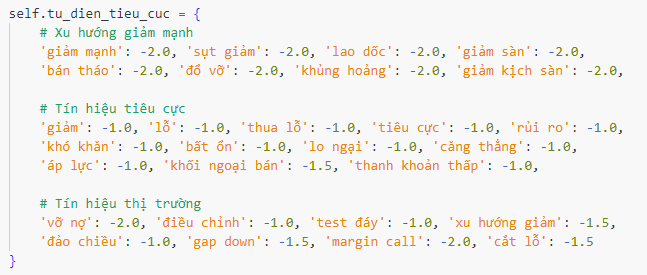 self.tu_dien_tieu_cuc = {
# Xu hướng giảm mạnh
'giảm mạnh': -2.0, 'sụt giảm': -2.0, 'lao dốc': -2.0, 'giảm sàn': -2.0,
'bán tháo': -2.0, 'đổ vỡ': -2.0, 'khủng hoảng': -2.0, 'giảm kịch sàn': -2.0,
# Tín hiệu tiêu cực
'giảm': -1.0, 'lỗ': -1.0, 'thua lỗ': -1.0, 'tiêu cực': -1.0, 'rủi ro': -1.0,
'khó khăn': -1.0, 'bất ổn': -1.0, 'lo ngại': -1.0, 'căng thẳng': -1.0,
'áp lực': -1.0, 'khối ngoại bán': -1.5, 'thanh khoản thấp': -1.0,
# Tín hiệu thị trường
'vỡ nợ': -2.0, 'điều chỉnh': -1.0, 'test đáy': -1.0, 'xu hướng giảm': -1.5,
'đảo chiều': -1.0, 'gap down': -1.5, 'margin call': -2.0, 'cắt lỗ': -1.5
}